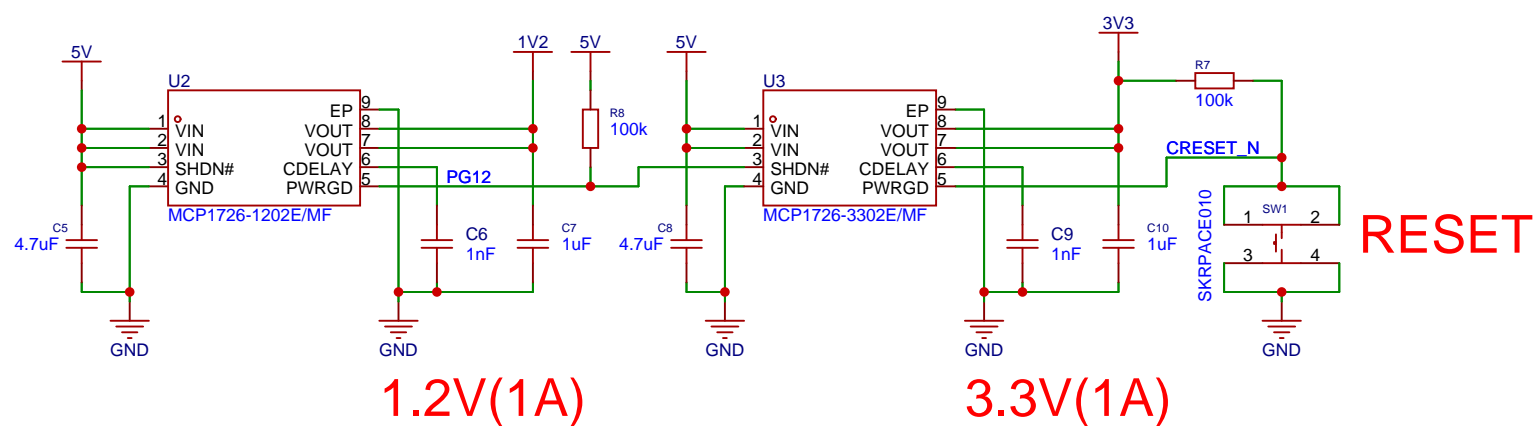 5V
1V2
5V
5V
3V3
U2
U3
R7
100k
R8
100k
EP 9
1 VIN VOUT 8
2 VIN VOUT 7
3 SHDN# CDELAY 6
4 GND PWRGD 5
MCP1726-1202E/MF
PG12
EP 9
1 VIN VOUT 8
2 VIN VOUT 7
3 SHDN# CDELAY 6
4 GND PWRGD 5
MCP1726-3302E/MF
CRESET_N
C5
4.7uF
C6
1nF
C7
1uF
C8
4.7uF
C9
1nF
C10
1uF
SW1
1 2
3 4
SKRPACE010
RESET
GND
GND
GND
GND
GND
1.2V(1A)
3.3V(1A)